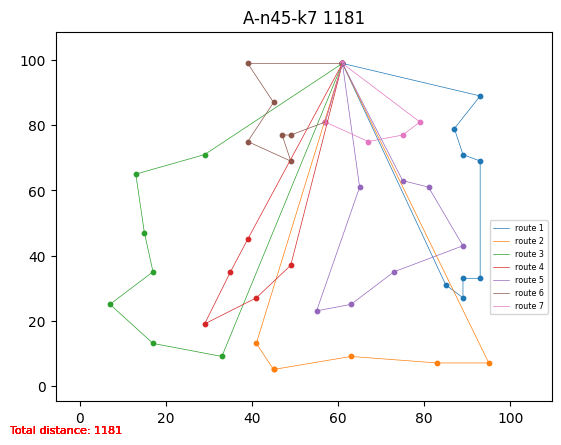 A-n45-k7 1181
100
80
60
40
20
0
route 1
route 2
route 3
route 4
route 5
route 6
route 7
0 20 40 60 80 100
Total distance: 1181